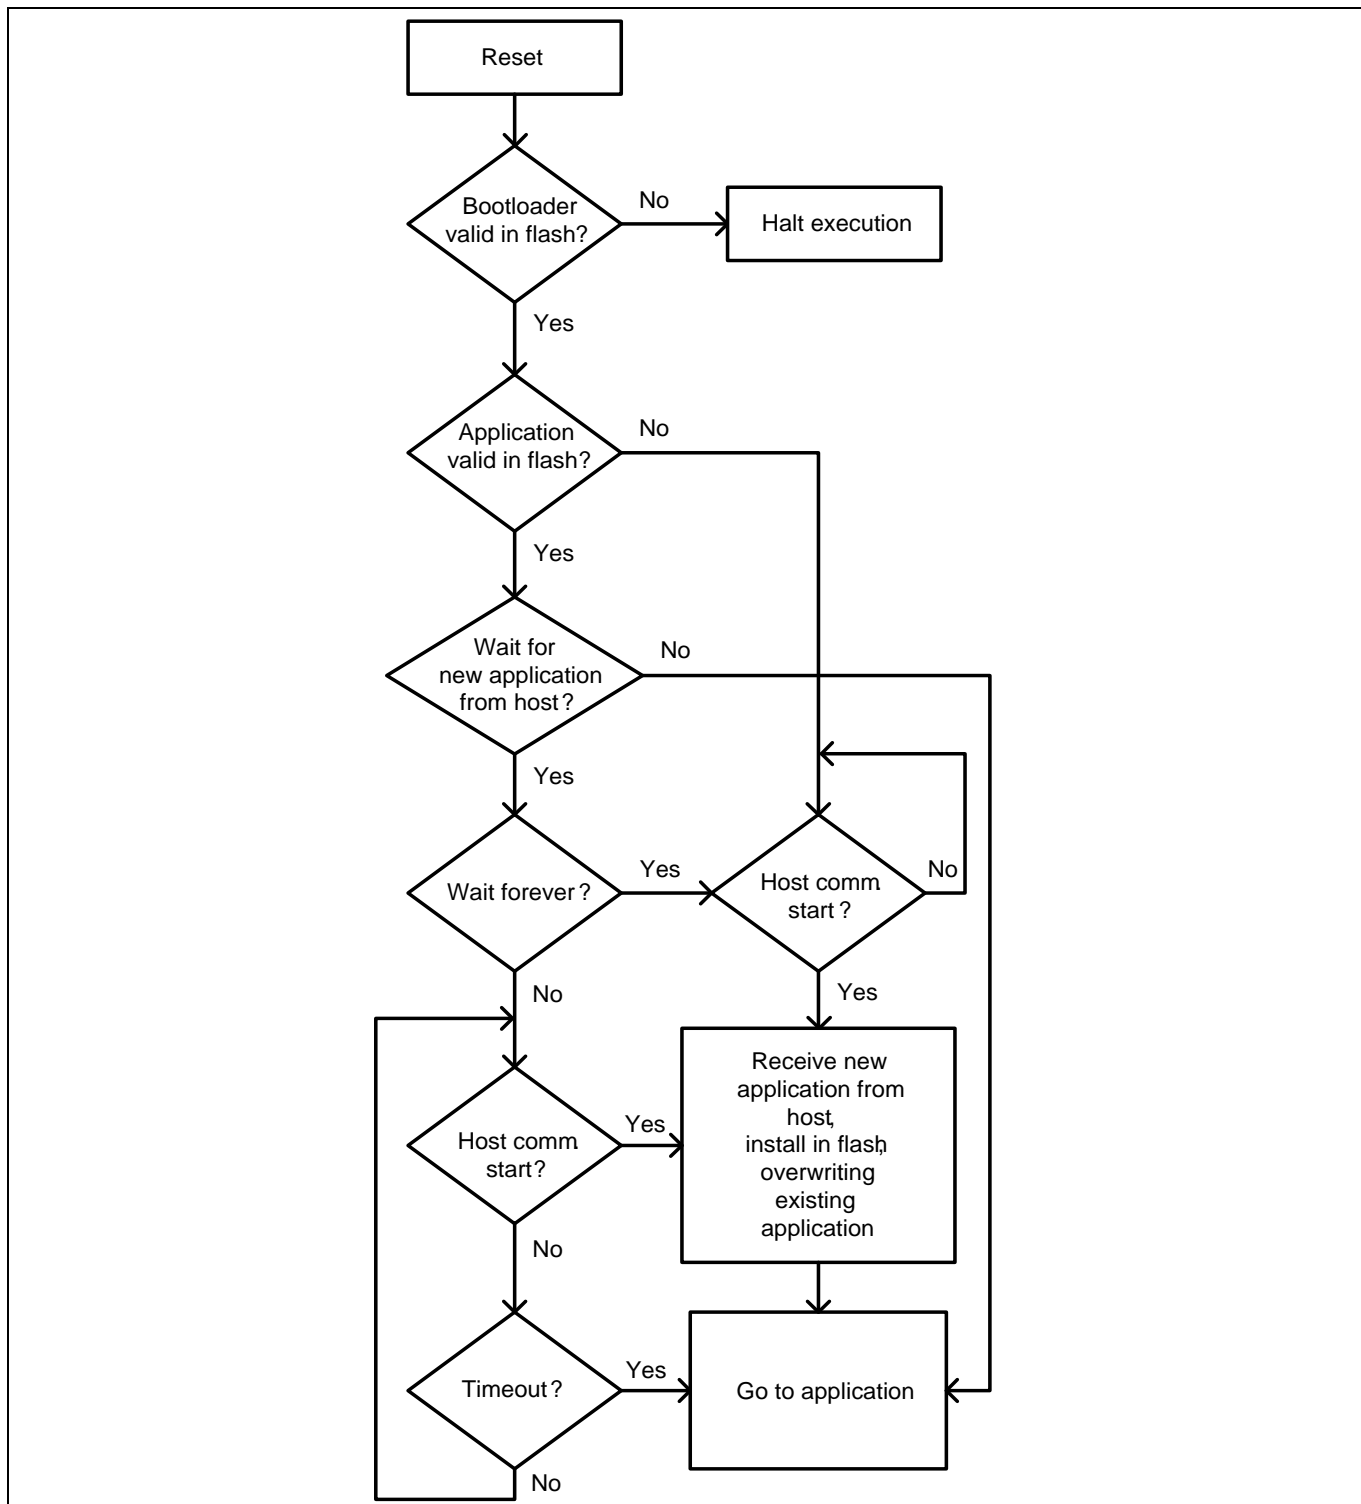 Reset
Bootloader
valid in flash?
No
Halt execution
Yes
Application
valid in flash?
No
Yes
Wait for
new application
from host?
No
Yes
Wait forever?
Yes
Host comm.
start?
No
No
Yes
Receive new
application from
host,
install in flash,
overwriting
existing
application
Host comm.
start?
Yes
No
Timeout?
Yes
Go to application
No